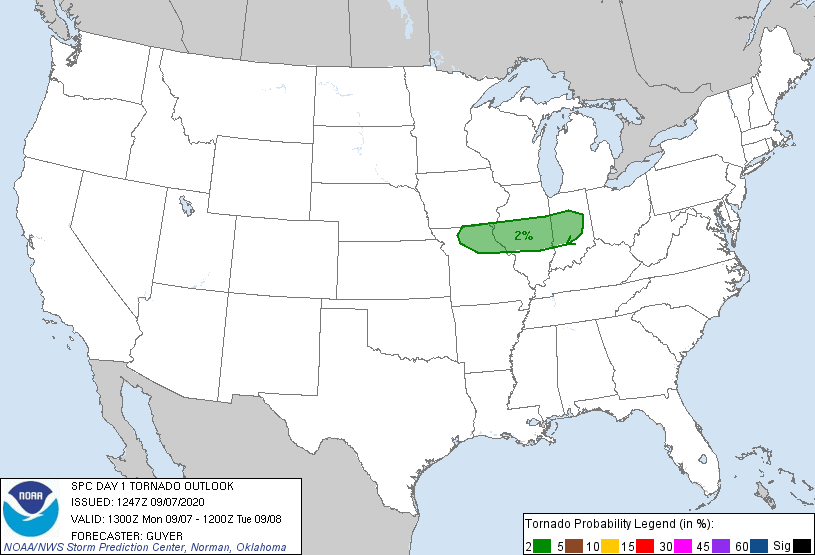 2%
NOAA
SPC DAY 1 TORNADO OUTLOOK
ISSUED: 1247Z 09/07/2020
VALID: 1300Z Mon 09/07 - 1200Z Tue 09/08
FORECASTER: GUYER
NOAA/NWS Storm Prediction Center, Norman, Oklahoma
Tornado Probability Legend (in %):
2 5 10 15 30 45 60 Sig